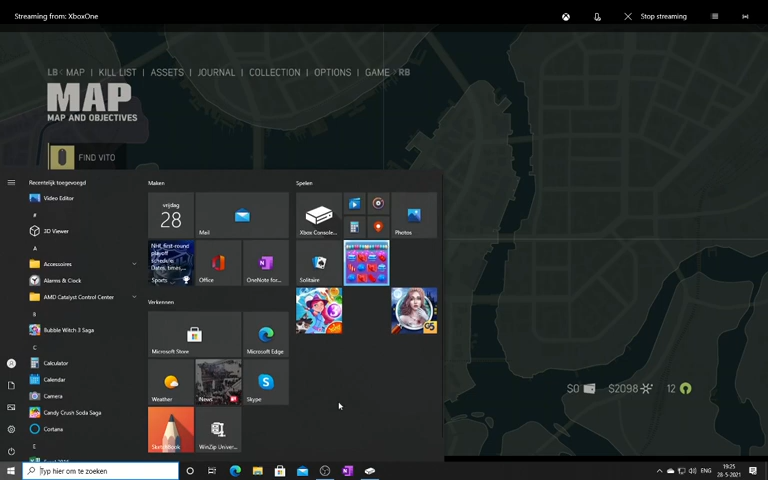 Streaming from: XboxOne
Stop streaming
LB MAP | KILL LIST | ASSETS | JOURNAL | COLLECTION | OPTIONS | GAME RB
MAP
MAP AND OBJECTIVES
FIND VITO
Recentelijk toegevoegd
Video Editor
#
3D Viewer
A
Accessoires
Alarms & Clock
AMD Catalyst Control Center
B
Bubble Witch 3 Saga
C
Calculator
Calendar
Camera
Candy Crush Soda Saga
Cortana
E
Maken
vrijdag
28
Mail
NHL first-round
playoff
schedule:
Dates, times,...
Sports
Office
OneNote for...
Verkennen
Microsoft Store
Microsoft Edge
Weather
News
Skype
Sketchbook
WinZip Univer...
Spelen
Xbox Console...
Photos
Solitaire
3
G5
S0
S2098
12
Typ hier om te zoeken
ENG
19:25
28-5-2021